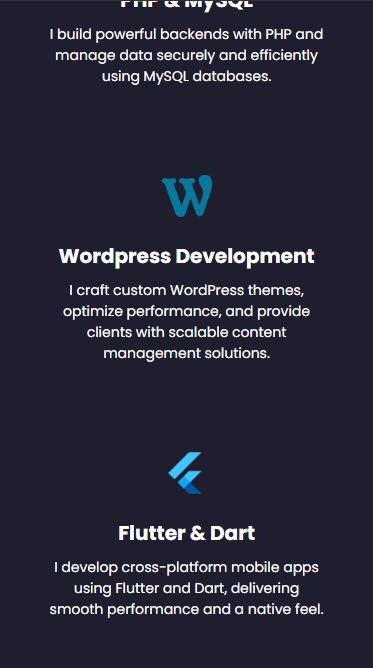 PHP & MySQL
I build powerful backends with PHP and
manage data securely and efficiently
using MySQL databases.
W
Wordpress Development
I craft custom WordPress themes,
optimize performance, and provide
clients with scalable content
management solutions.
Flutter & Dart
I develop cross-platform mobile apps
using Flutter and Dart, delivering
smooth performance and a native feel.